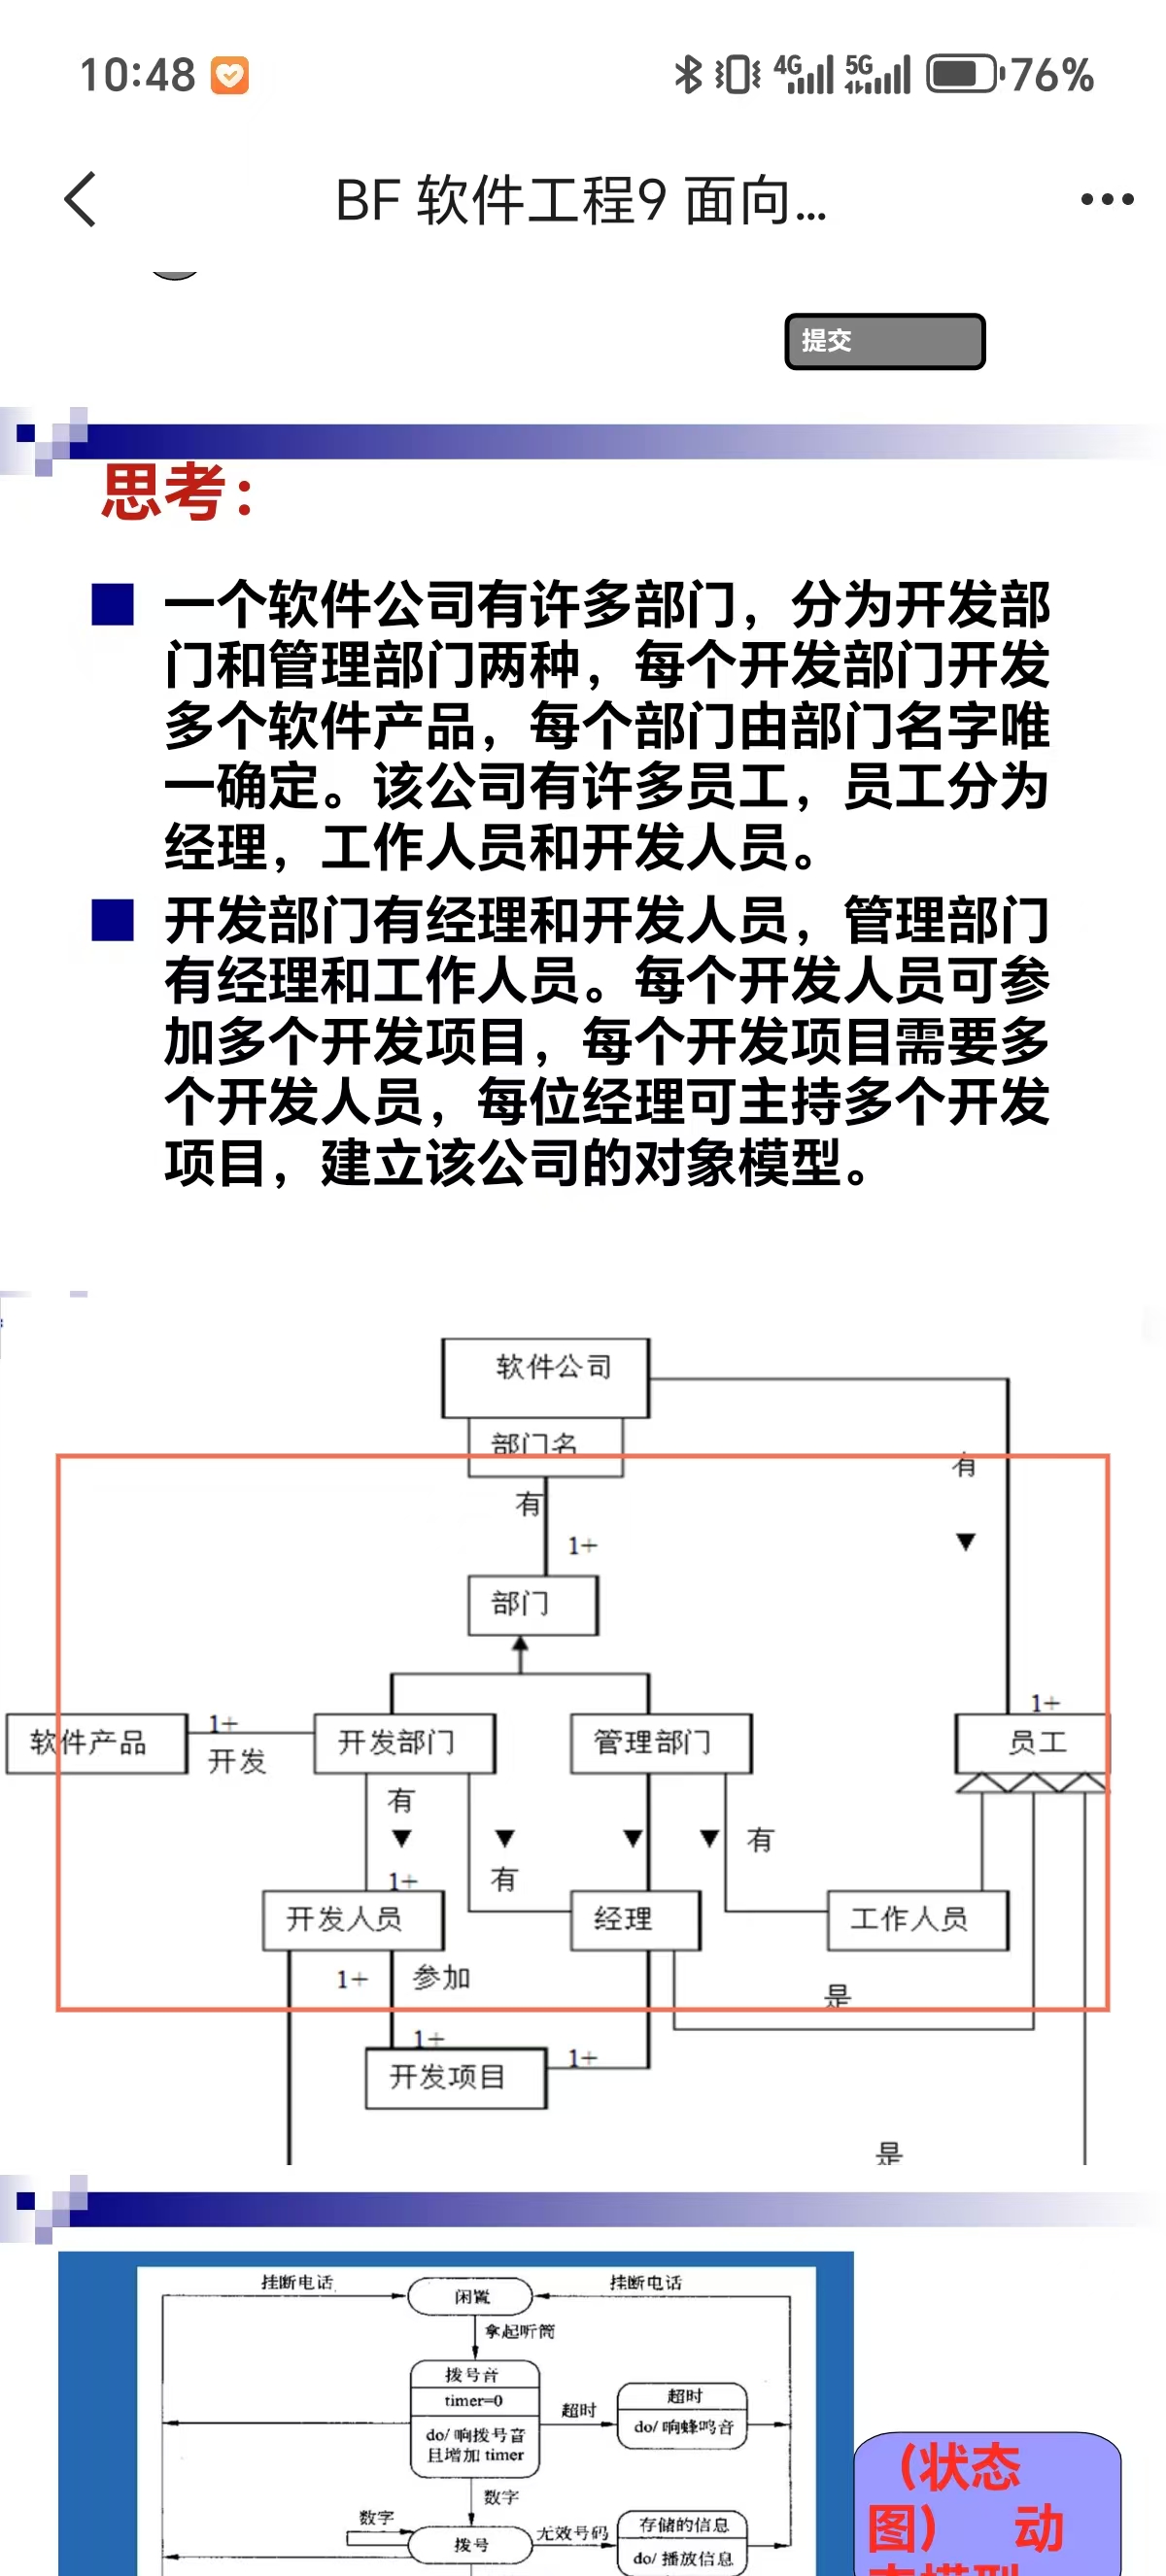 10:48
4G 5G 76%
BF 软件工程9 面向...
提交
思考：
一个软件公司有许多部门，分为开发部
门和管理部门两种，每个开发部门开发
多个软件产品，每个部门由部门名字唯
一确定。该公司有许多员工，员工分为
经理，工作人员和开发人员。
开发部门有经理和开发人员，管理部门
有经理和工作人员。每个开发人员可参
加多个开发项目，每个开发项目需要多
个开发人员，每位经理可主持多个开发
项目，建立该公司的对象模型。
软件公司
部门名
有
有
1+
部门
1+
1+
软件产品
开发部门
管理部门
员工
开发
有
有
有
1+
开发人员
经理
工作人员
1+
参加
是
1+
1+
开发项目
是
挂断电话
闲置
挂断电话
拿起听筒
拨号音
timer=0
超时
超时
do/响拨号音
且增加 timer
do/响蜂鸣音
数字
数字
拨号
无效号码
存储的信息
do/播放信息
（状态
图） 动
态模型